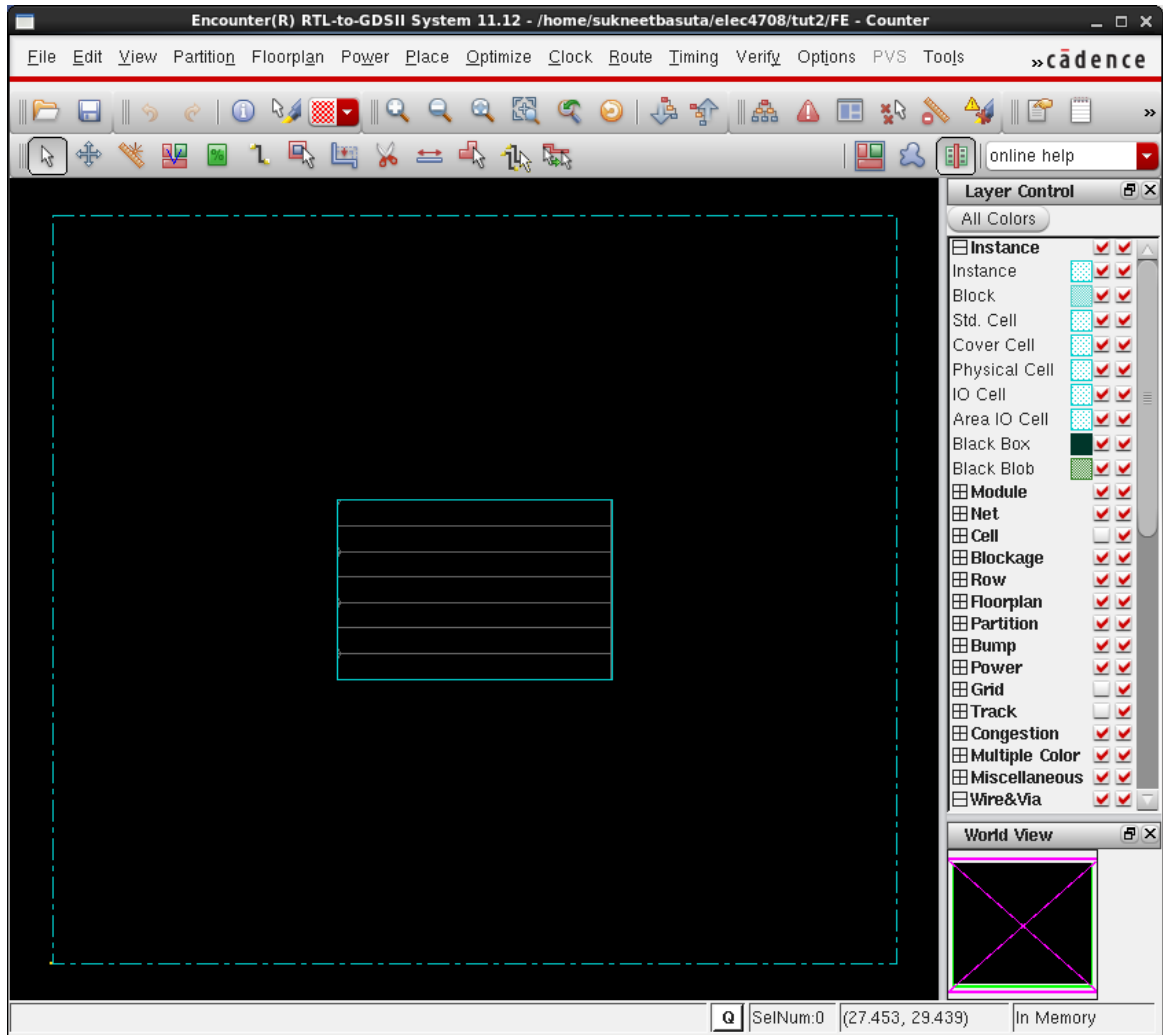 Encounter(R) RTL-to-GDSII System 11.12 - /home/sukneetbasuta/elec4708/tut2/FE - Counter
File Edit View Partition Floorplan Power Place Optimize Clock Route Timing Verify Options PVS Tools »cādence
»
online help
Layer Control
All Colors
Instance
Instance
Block
Std. Cell
Cover Cell
Physical Cell
IO Cell
Area IO Cell
Black Box
Black Blob
Module
Net
Cell
Blockage
Row
Floorplan
Partition
Bump
Power
Grid
Track
Congestion
Multiple Color
Miscellaneous
Wire&Via
World View
Q SelNum:0 (27.453, 29.439) In Memory